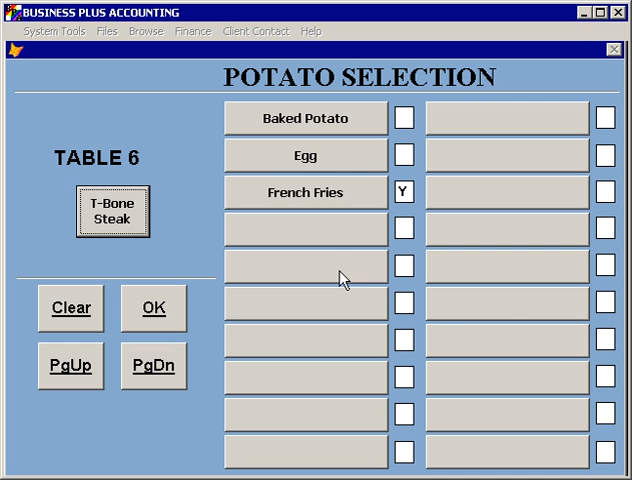 BUSINESS PLUS ACCOUNTING
System Tools Files Browse Finance Client Contact Help
POTATO SELECTION
TABLE 6
T-Bone
Steak
Clear
OK
PgUp
PgDn
Baked Potato
Egg
French Fries Y